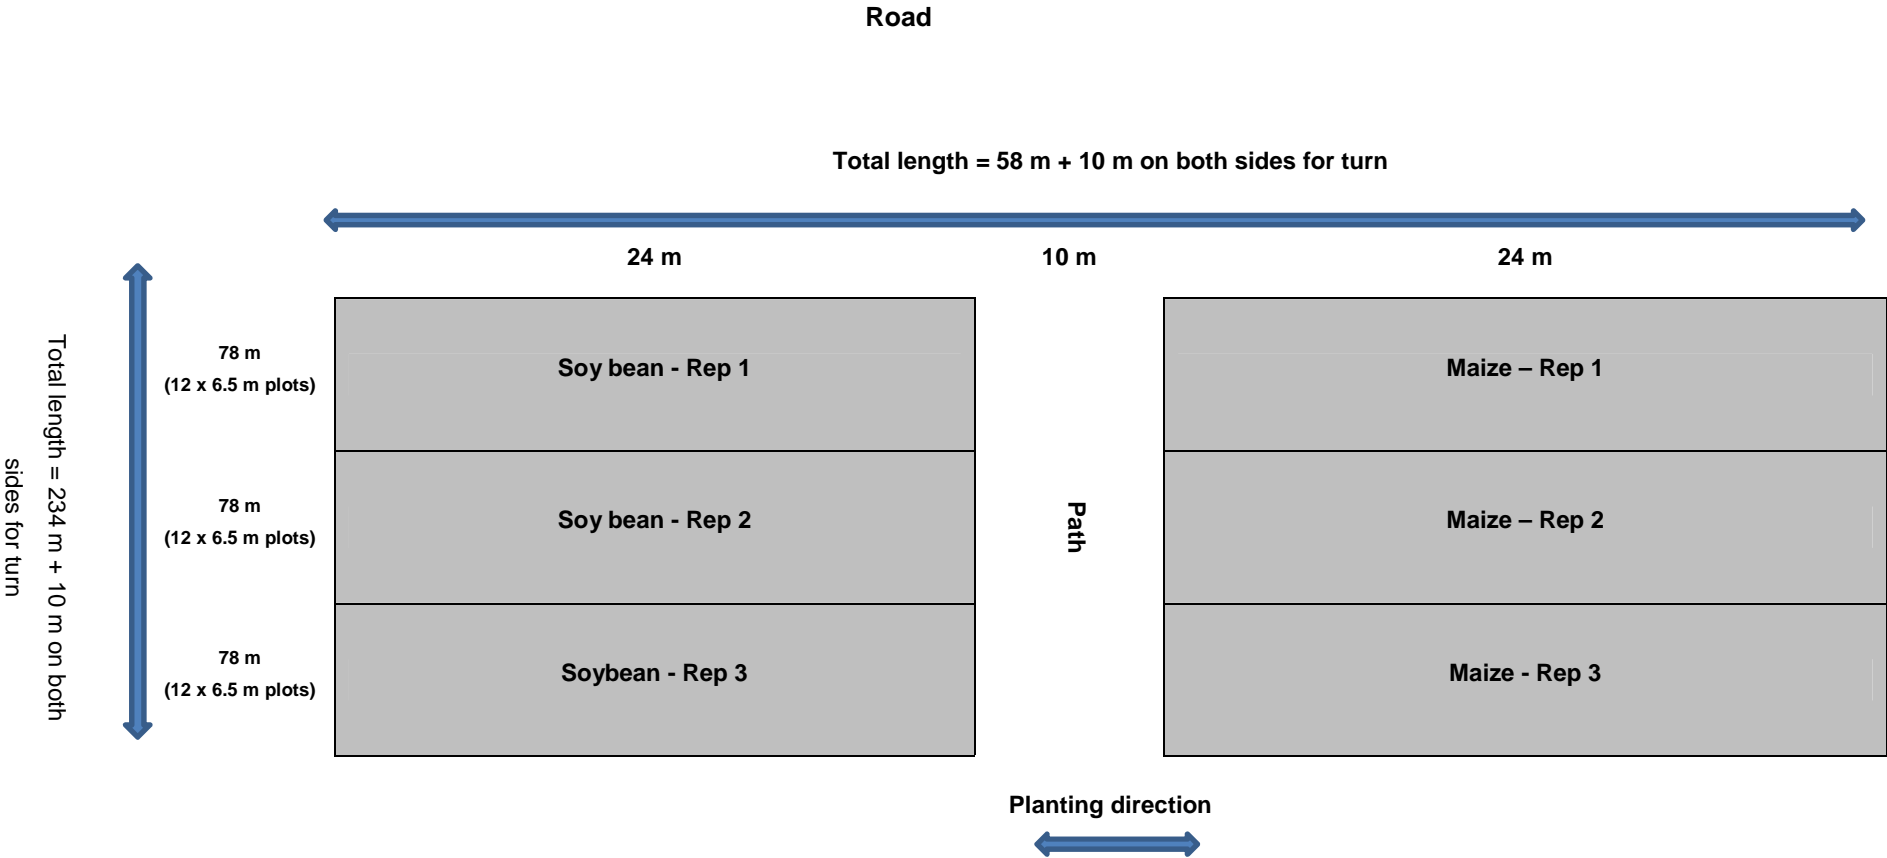 Road
Total length = 58 m + 10 m on both sides for turn
24 m
10 m
24 m
Total length = 234 m + 10 m on both
sides for turn
78 m
(12 x 6.5 m plots)
Soy bean - Rep 1
Maize – Rep 1
78 m
(12 x 6.5 m plots)
Soy bean - Rep 2
Path
Maize – Rep 2
78 m
(12 x 6.5 m plots)
Soybean - Rep 3
Maize - Rep 3
Planting direction